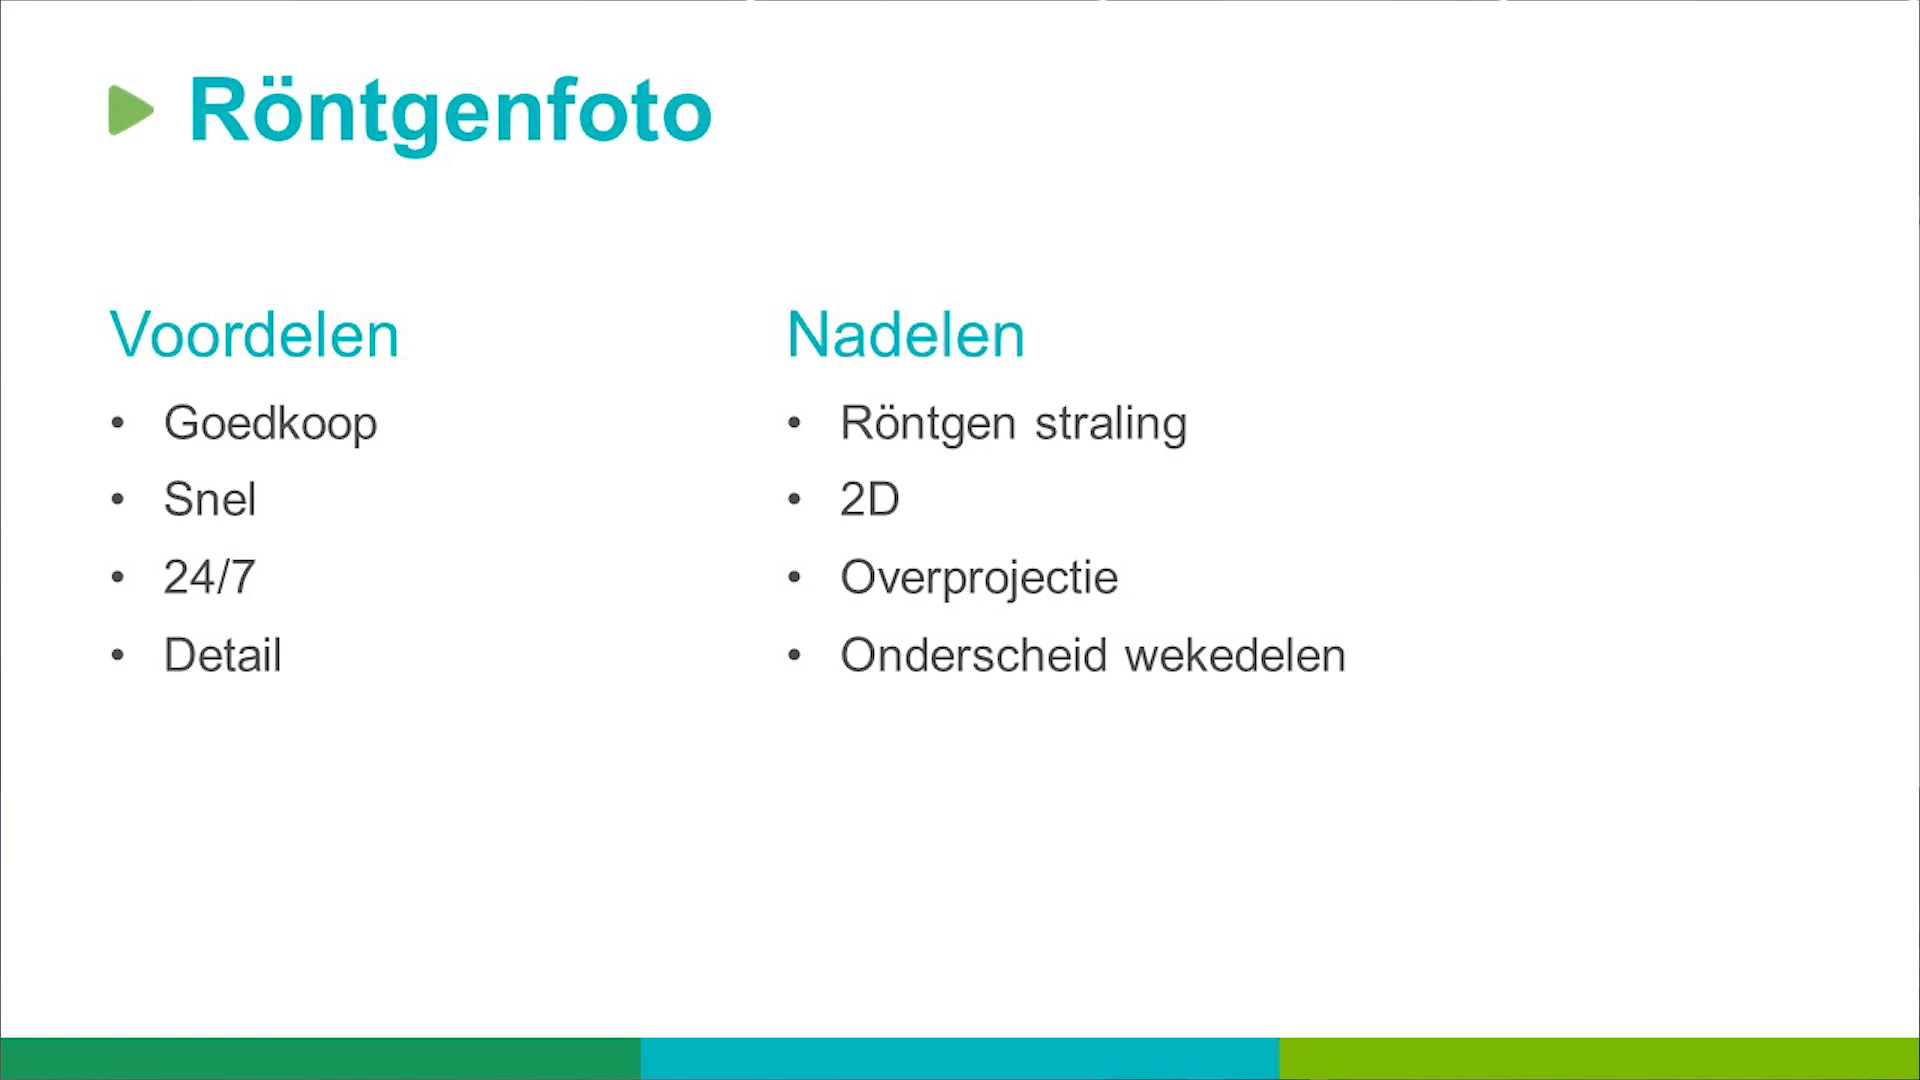 Röntgenfoto
Voordelen
• Goedkoop
• Snel
• 24/7
• Detail
Nadelen
• Röntgen straling
• 2D
• Overprojectie
• Onderscheid wekedelen